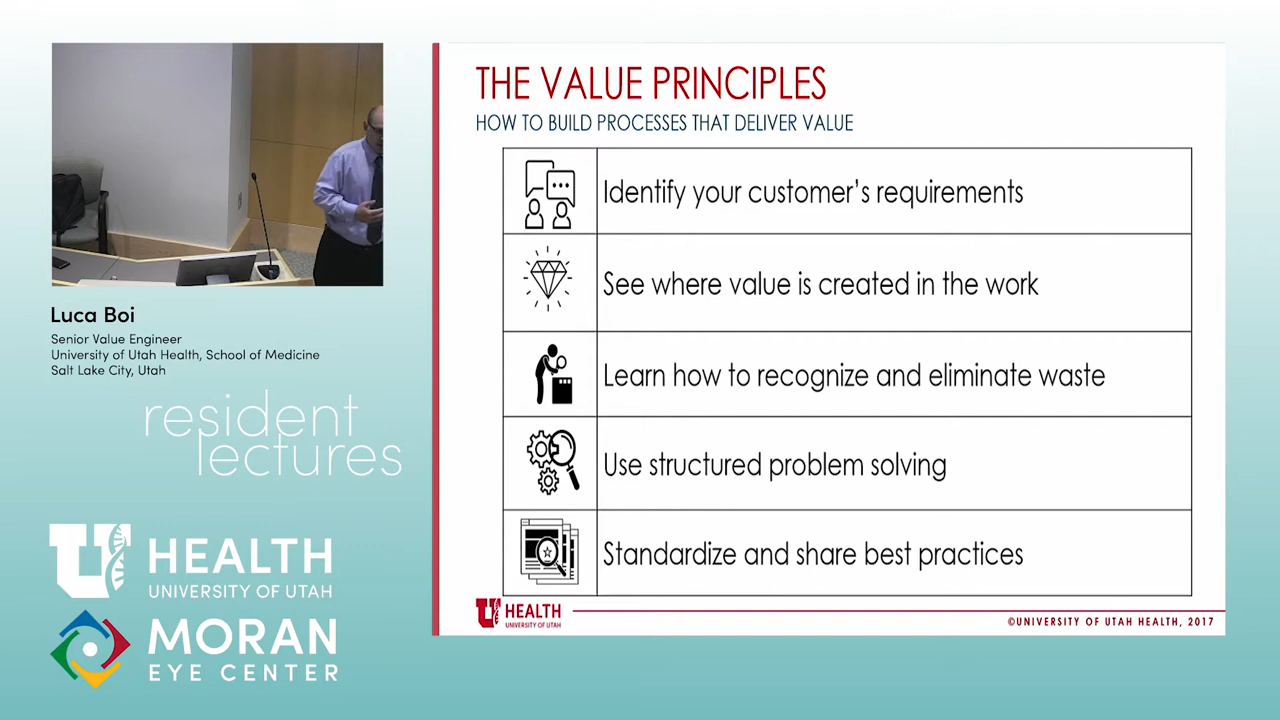 Luca Boi
Senior Value Engineer
University of Utah Health, School of Medicine
Salt Lake City, Utah
resident
lectures
U HEALTH
UNIVERSITY OF UTAH
MORAN
EYE CENTER
THE VALUE PRINCIPLES
HOW TO BUILD PROCESSES THAT DELIVER VALUE
Identify your customer's requirements
See where value is created in the work
Learn how to recognize and eliminate waste
Use structured problem solving
Standardize and share best practices
U HEALTH
UNIVERSITY OF UTAH
©UNIVERSITY OF UTAH HEALTH, 2017